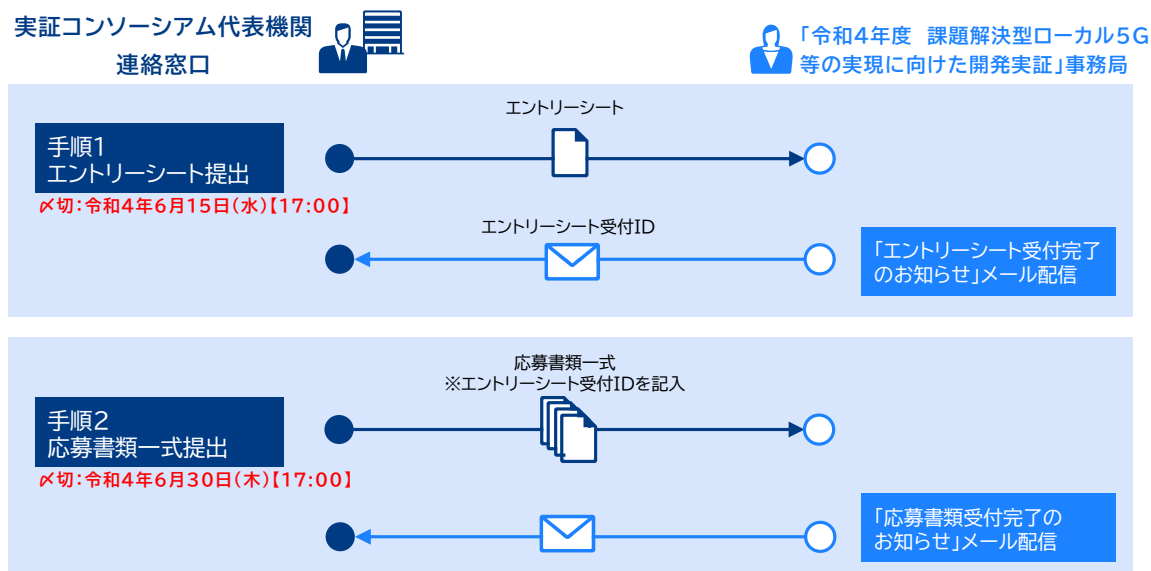 実証コンソーシアム代表機関
連絡窓口
「令和4年度 課題解決型ローカル5G
等の実現に向けた開発実証」事務局
エントリーシート
手順1
エントリーシート提出
〆切：令和4年6月15日(水)【17:00】
エントリーシート受付ID
「エントリーシート受付完了
のお知らせ」メール配信
応募書類一式
※エントリーシート受付IDを記入
手順2
応募書類一式提出
〆切：令和4年6月30日(木)【17:00】
「応募書類受付完了の
お知らせ」メール配信